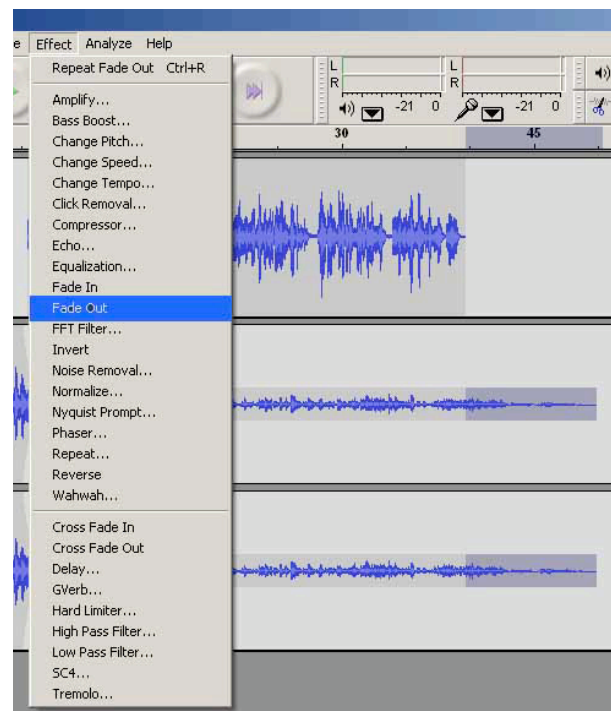 e Effect Analyze Help
Repeat Fade Out Ctrl+R
Amplify...
Bass Boost...
Change Pitch...
Change Speed...
Change Tempo...
Click Removal...
Compressor...
Echo...
Equalization...
Fade In
Fade Out
FFT Filter...
Invert
Noise Removal...
Normalize...
Nyquist Prompt...
Phaser...
Repeat...
Reverse
Wahwah...
Cross Fade In
Cross Fade Out
Delay...
GVerb...
Hard Limiter...
High Pass Filter...
Low Pass Filter...
SC4...
Tremolo...
L L
R R
-21 0 -21 0
30 45